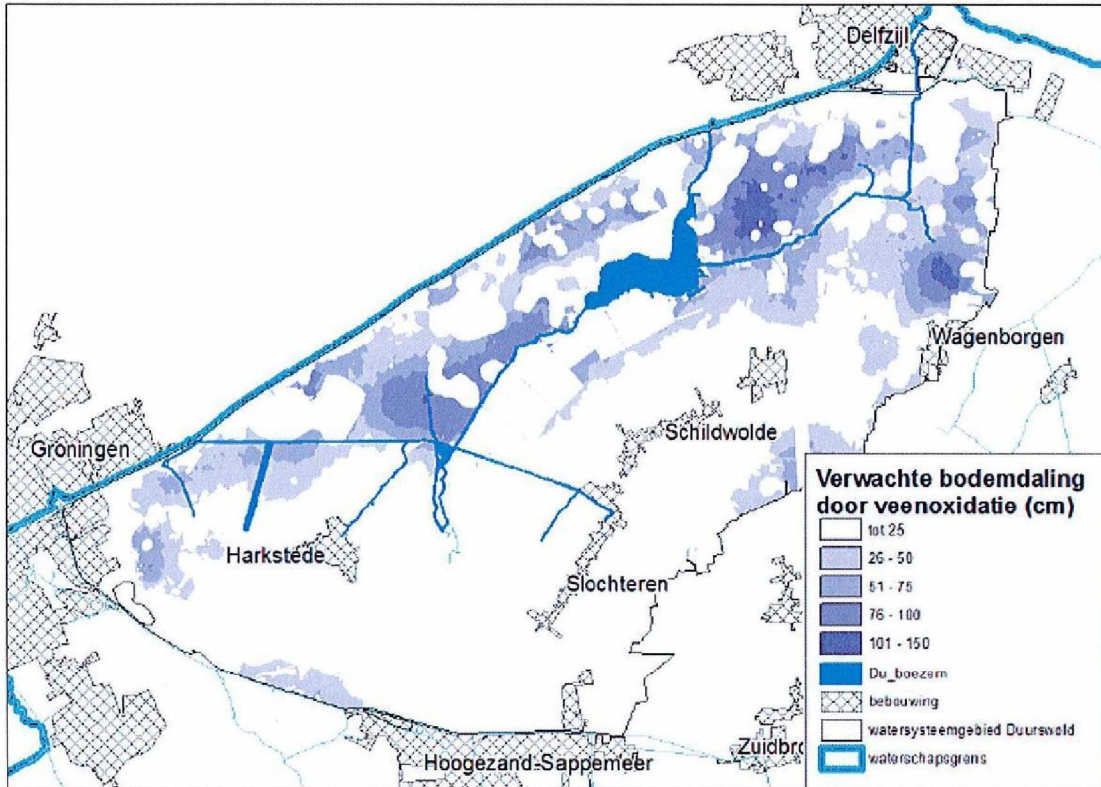 Delfzijl
Wagenborgen
Groningen
Schildwolde
Harkstede
Slochteren
Hoogezand-Sappemeer
Zuidbro
Verwachte bodemdaling
door veenoxidatie (cm)
tot 25
26 - 50
51 - 75
76 - 100
101 - 150
Du_boezem
bebouwing
watersysteemgebied Duurswold
waterschapsgrens